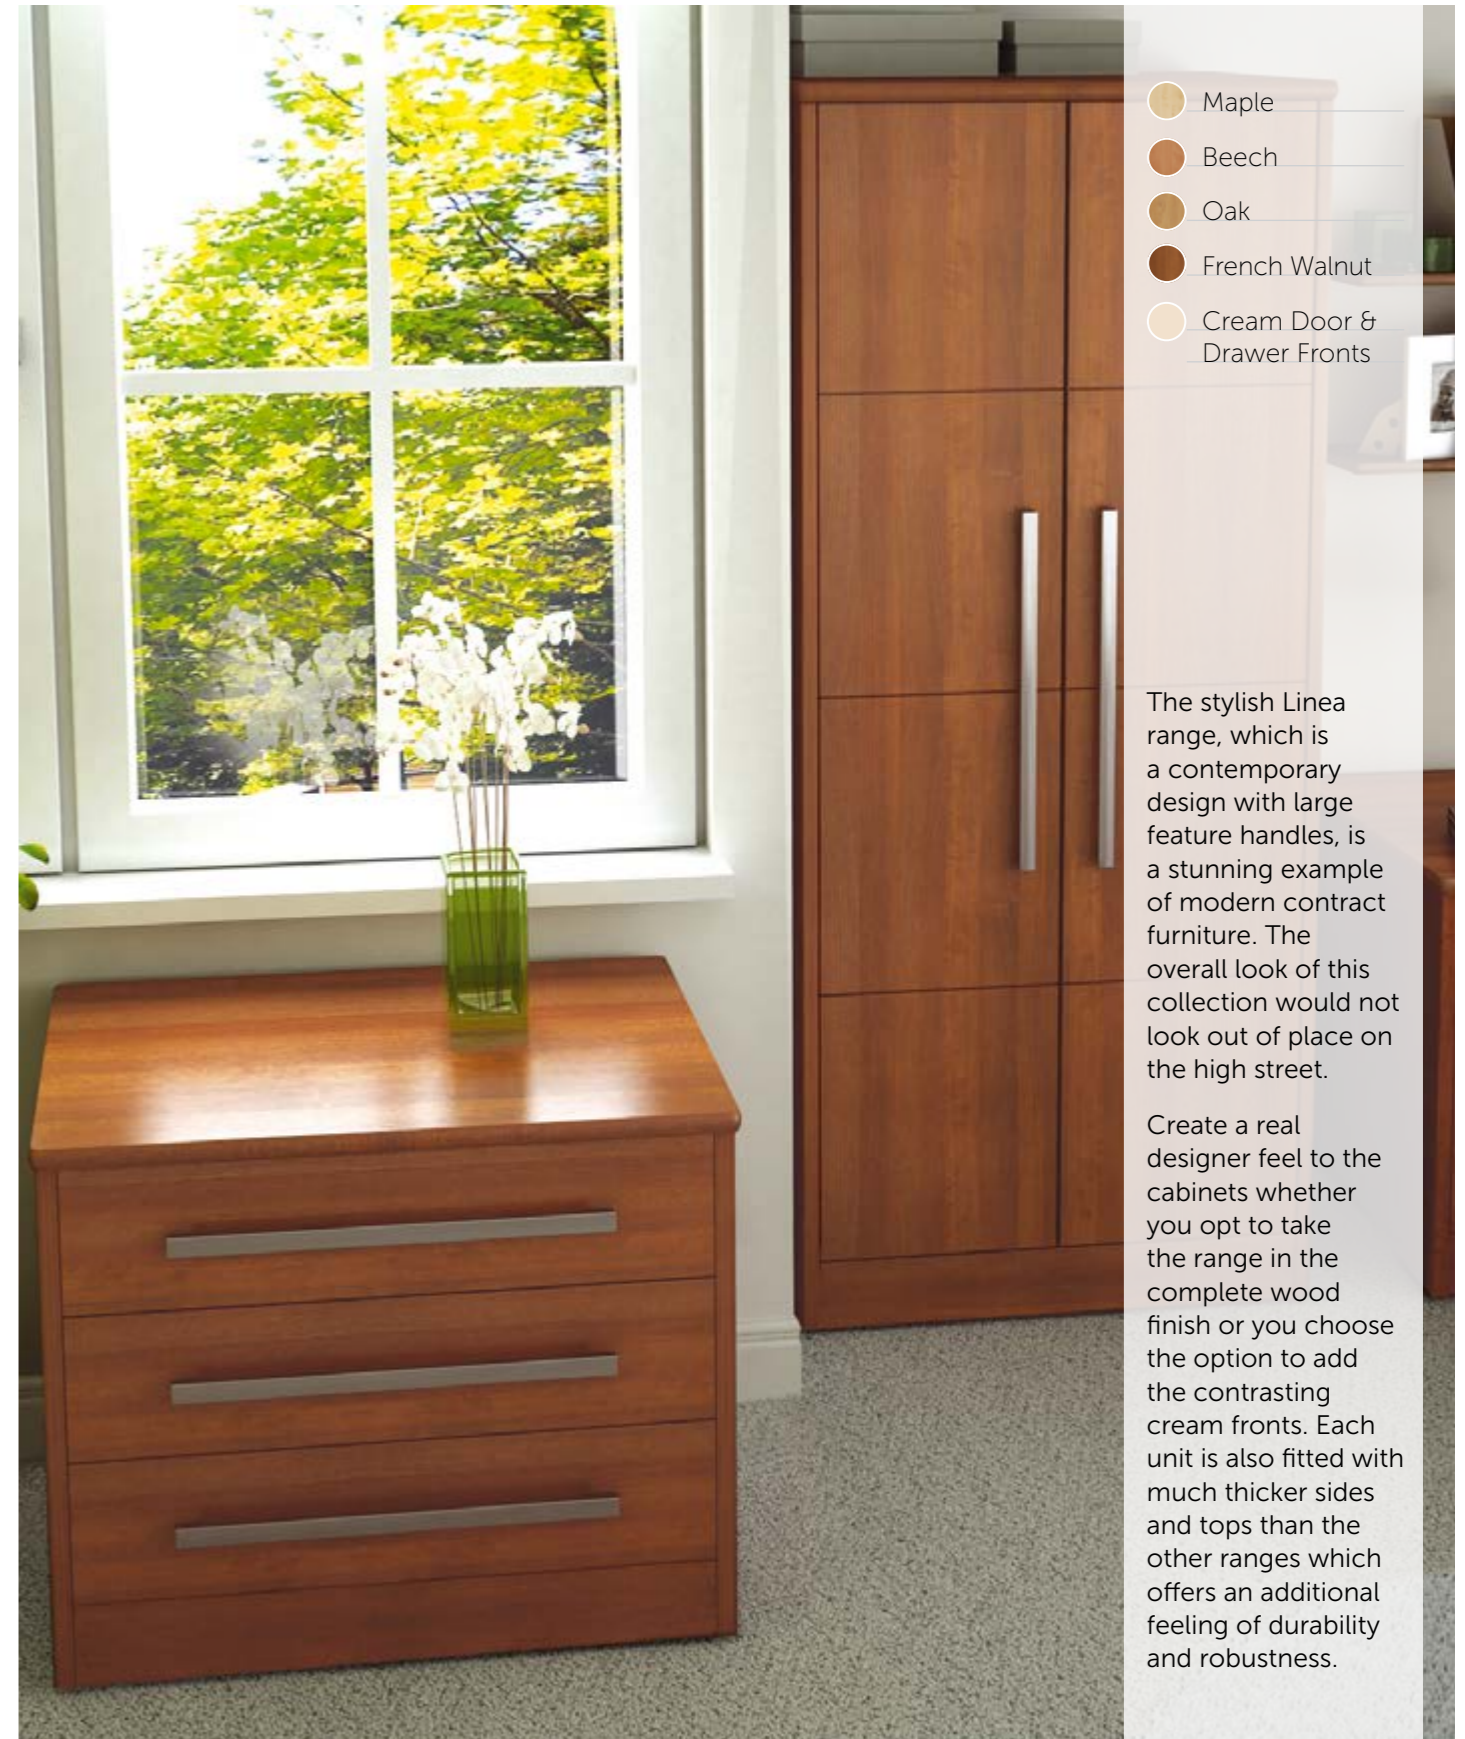 Maple
Beech
Oak
French Walnut
Cream Door &
Drawer Fronts
The stylish Linea
range, which is
a contemporary
design with large
feature handles, is
a stunning example
of modern contract
furniture. The
overall look of this
collection would not
look out of place on
the high street.
Create a real
designer feel to the
cabinets whether
you opt to take
the range in the
complete wood
finish or you choose
the option to add
the contrasting
cream fronts. Each
unit is also fitted with
much thicker sides
and tops than the
other ranges which
offers an additional
feeling of durability
and robustness.